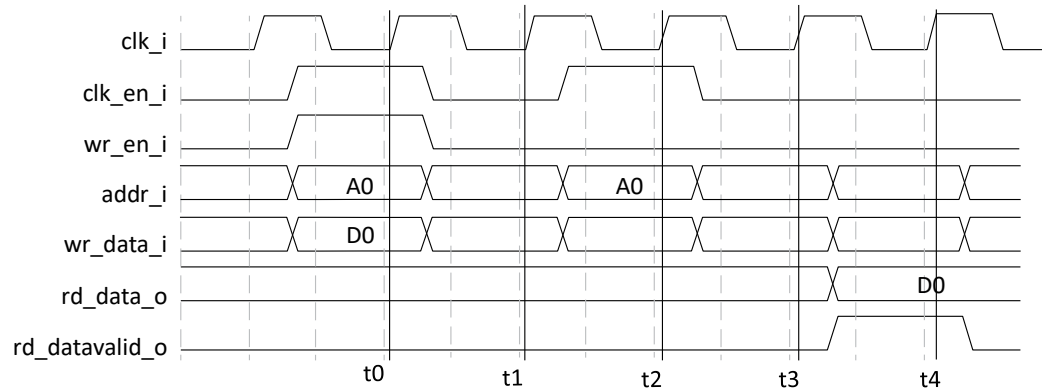 clk_i
clk_en_i
wr_en_i
addr_i A0 A0
wr_data_i D0
rd_data_o D0
rd_datavalid_o
t0 t1 t2 t3 t4